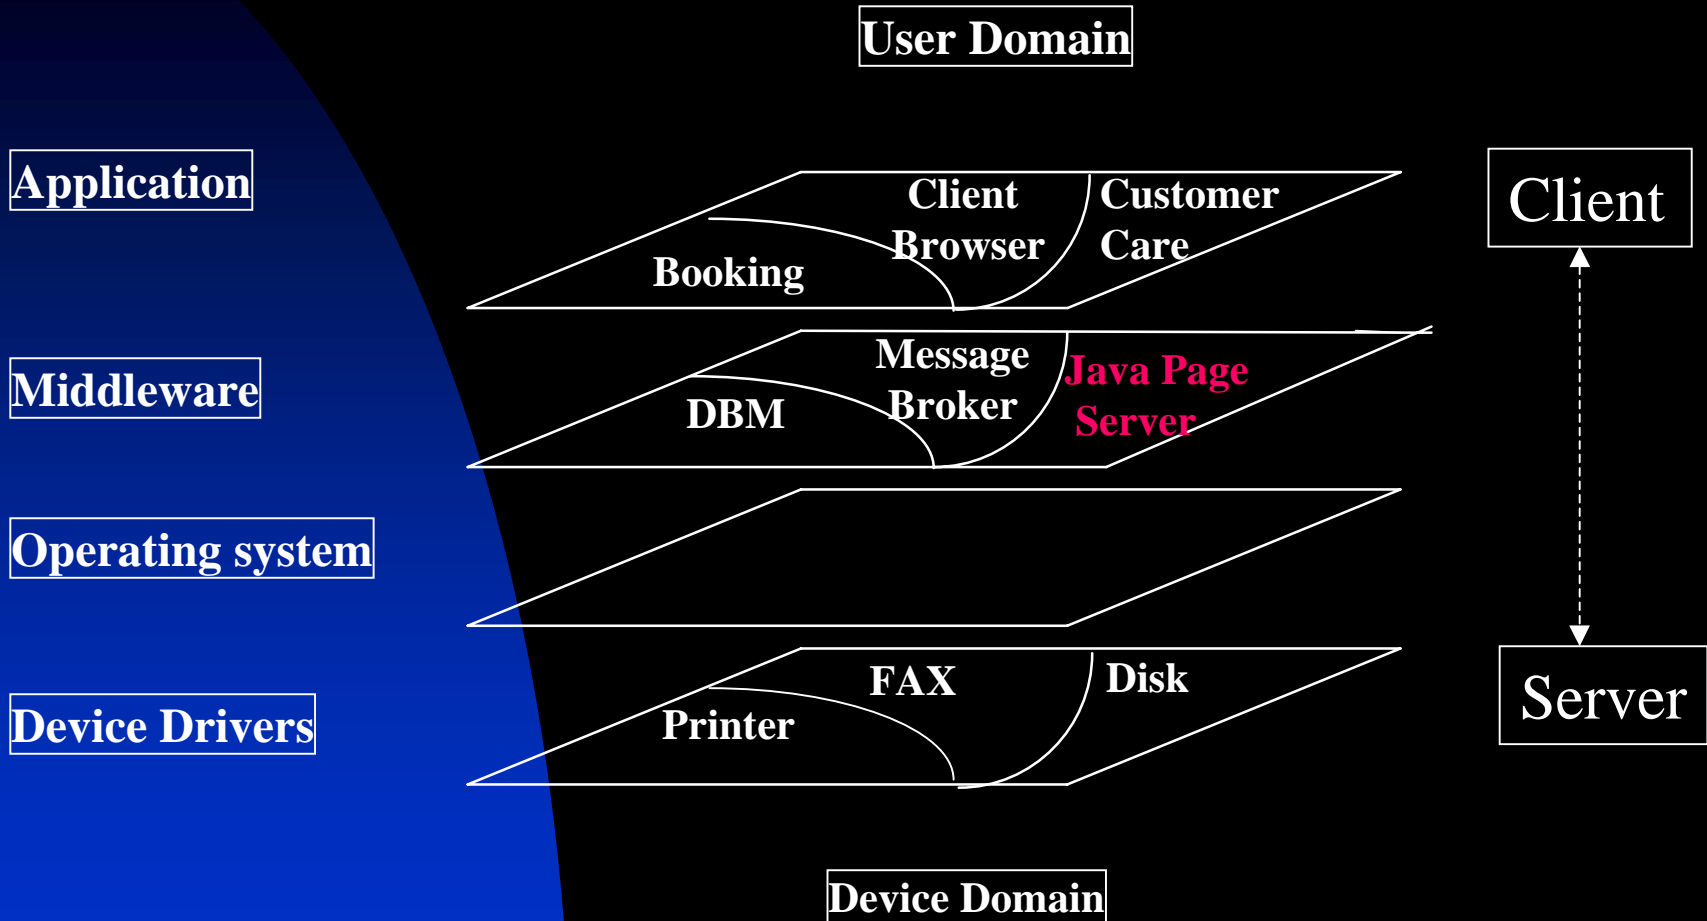 User Domain
Application
Client
Browser
Customer
Care
Booking
Client
Middleware
Message
Broker
Java Page
Server
DBM
Operating system
Device Drivers
FAX
Disk
Printer
Server
Device Domain